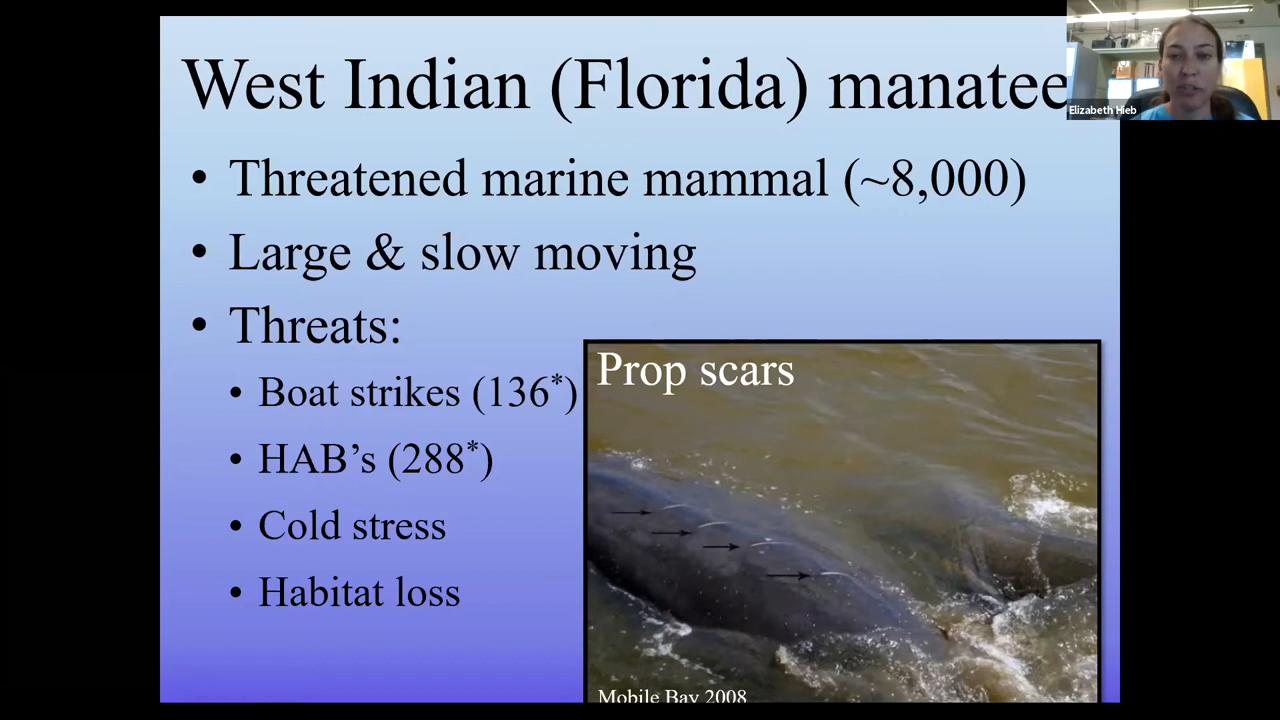 West Indian (Florida) manatee
Elizabeth Hieb
• Threatened marine mammal (~8,000)
• Large & slow moving
• Threats:
• Boat strikes (136*)
• HAB’s (288*)
• Cold stress
• Habitat loss
Prop scars
Mobile Bay 2008